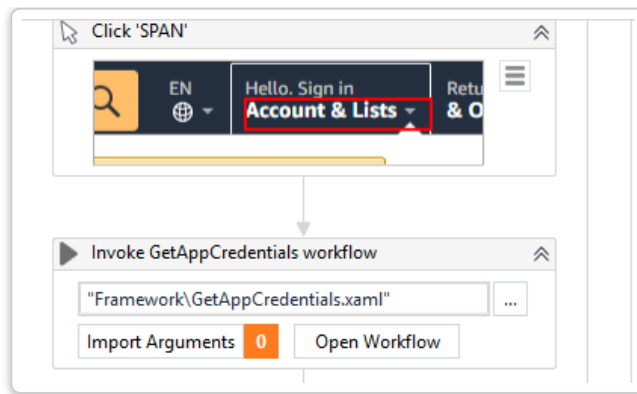 Click 'SPAN'
EN
Hello. Sign in
Account & Lists
Retu
& O
Invoke GetAppCredentials workflow
"Framework\GetAppCredentials.xaml"
...
Import Arguments 0 Open Workflow